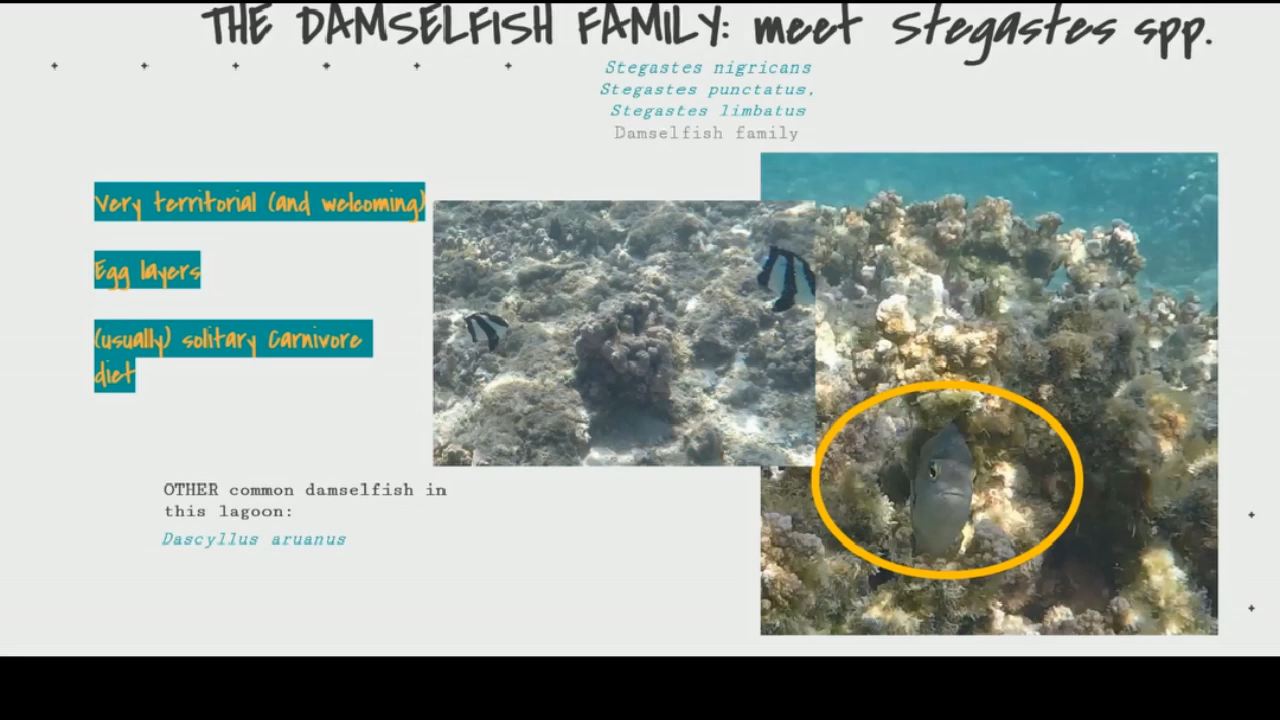 THE DAMSELFISH FAMILY: meet Stegastes spp.
Stegastes nigricans
Stegastes punctatus,
Stegastes limbatus
Damselfish family
Very territorial (and welcoming)
Egg layers
(usually) solitary Carnivore
diet
OTHER common damselfish in
this lagoon:
Dascyllus aruanus